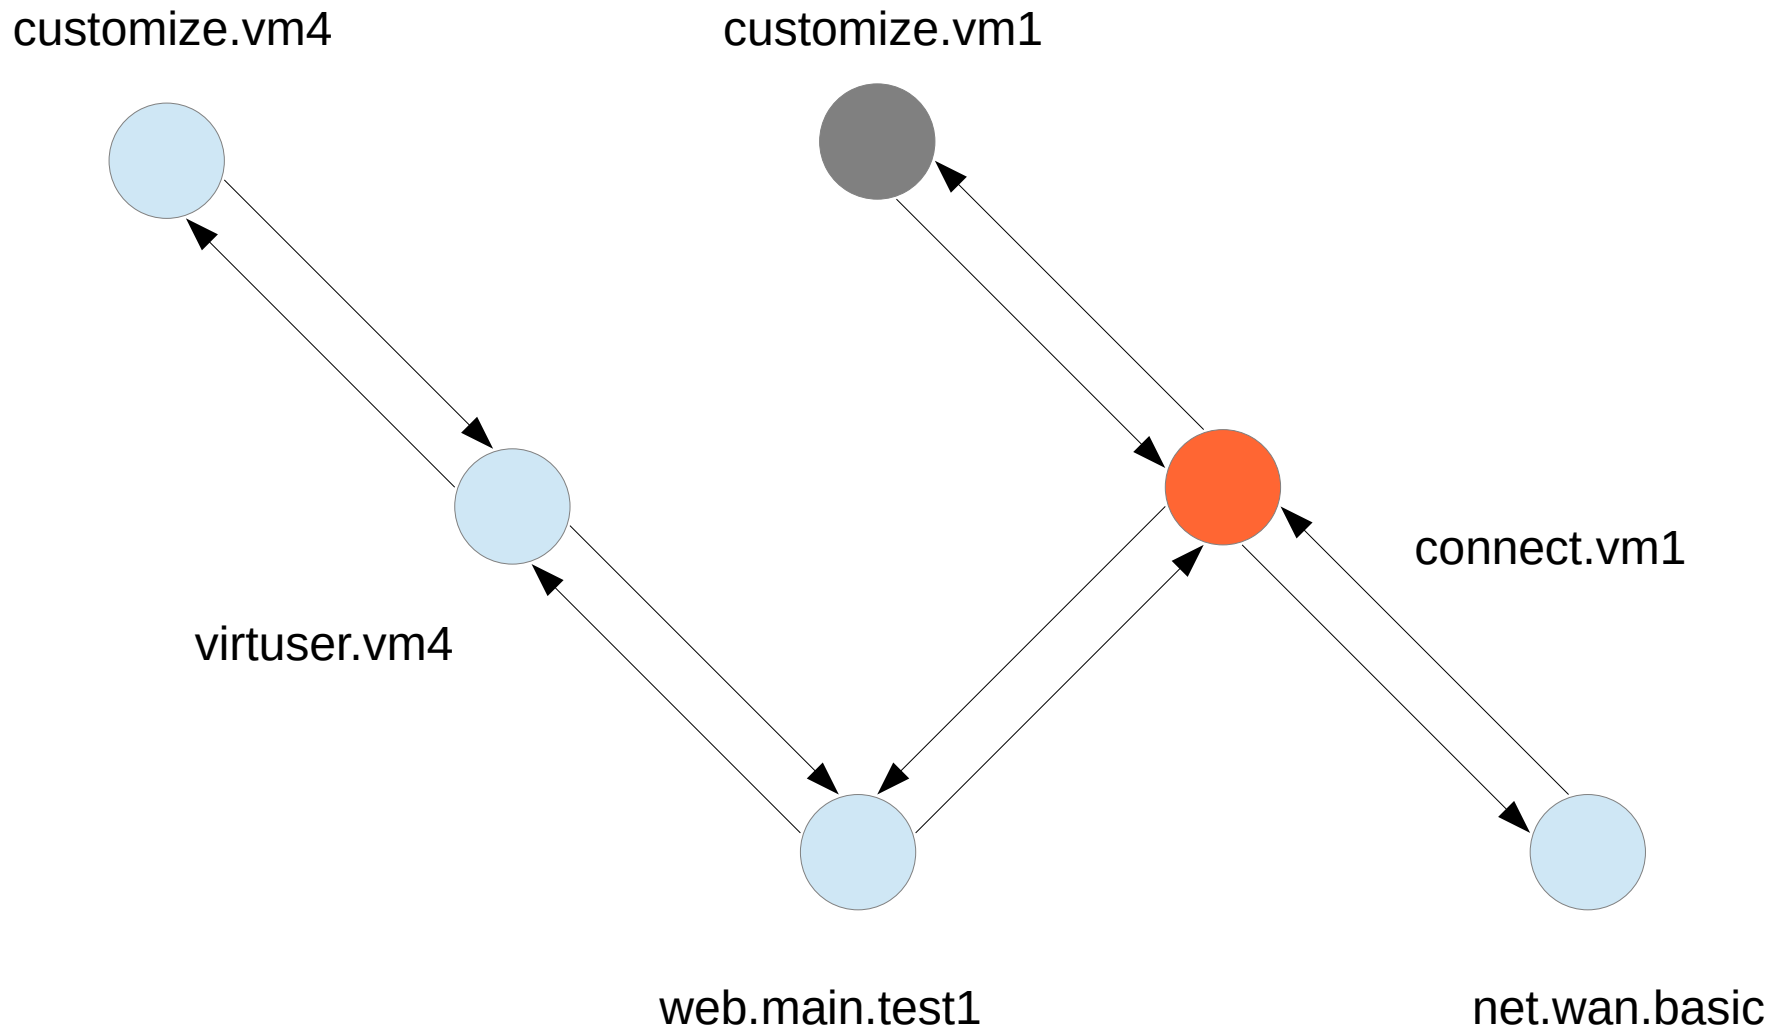 customize.vm4
customize.vm1
connect.vm1
virtuser.vm4
web.main.test1
net.wan.basic